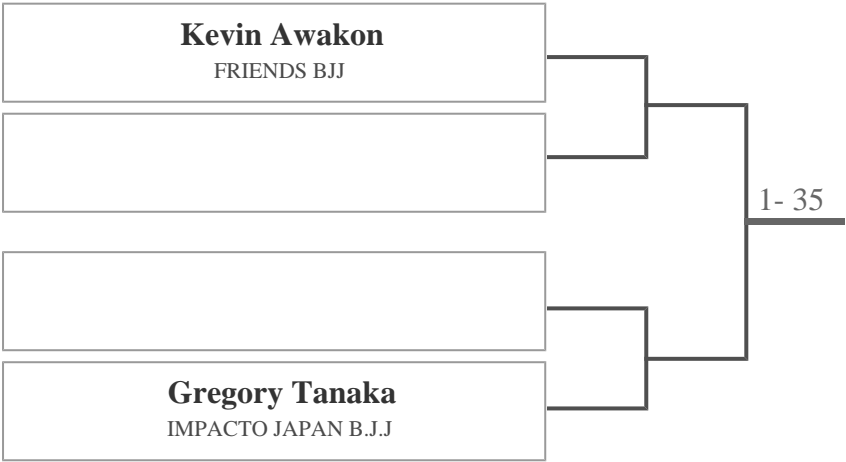 Kevin Awakon
FRIENDS BJJ
1- 35
Gregory Tanaka
IMPACTO JAPAN B.J.J